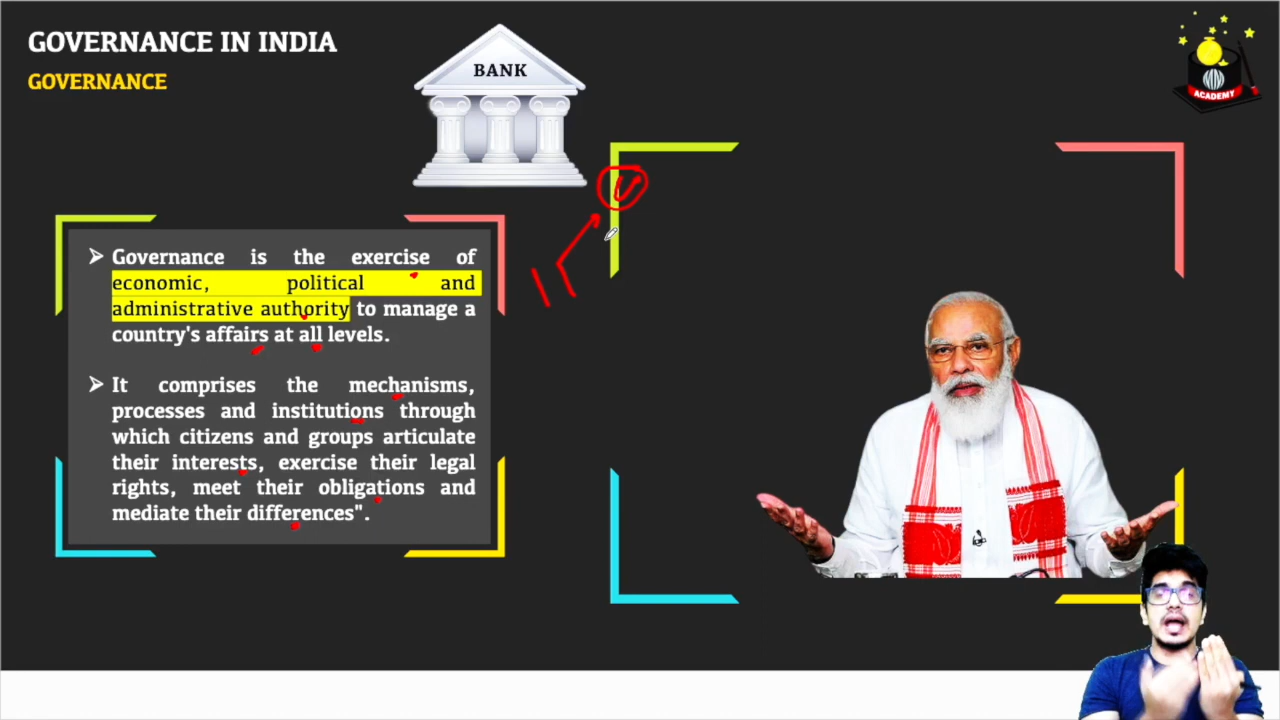 GOVERNANCE IN INDIA
GOVERNANCE
BANK
ACADEMY
➤ Governance is the exercise of
economic, political and
administrative authority to manage a
country's affairs at all levels.
➤ It comprises the mechanisms,
processes and institutions through
which citizens and groups articulate
their interests, exercise their legal
rights, meet their obligations and
mediate their differences".